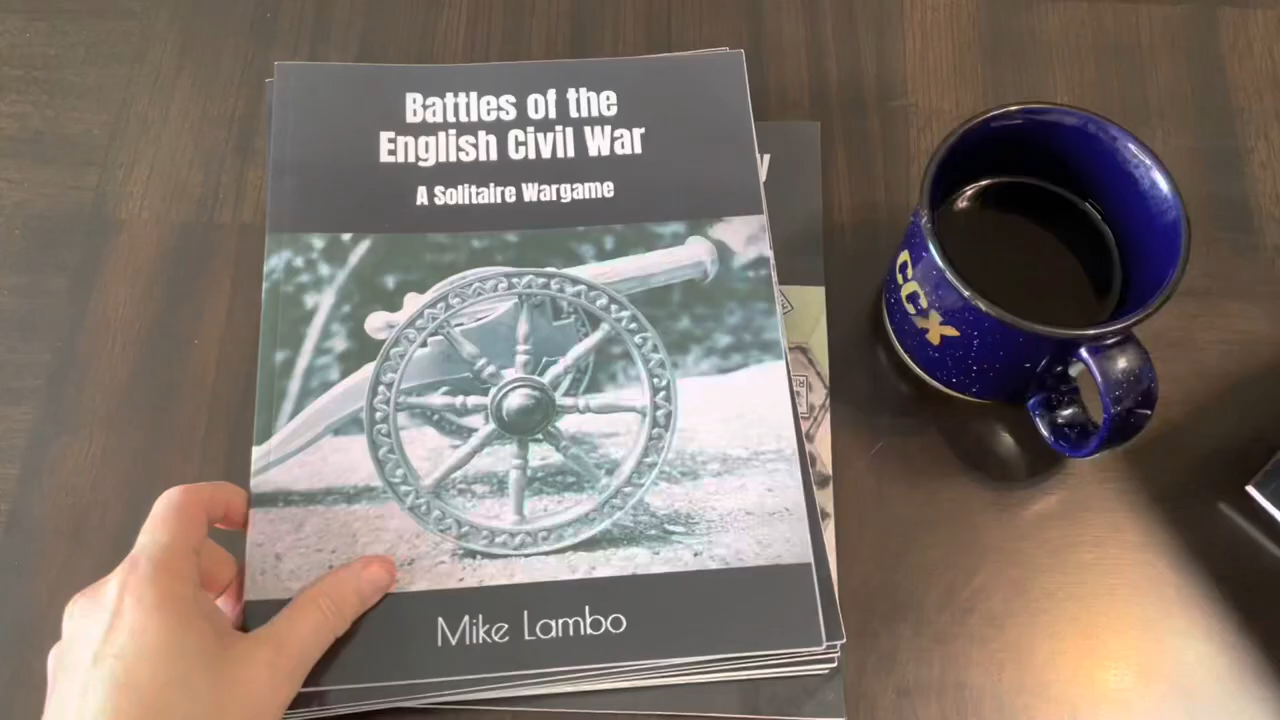 Battles of the
English Civil War
A Solitaire Wargame
Mike Lambo
CCX